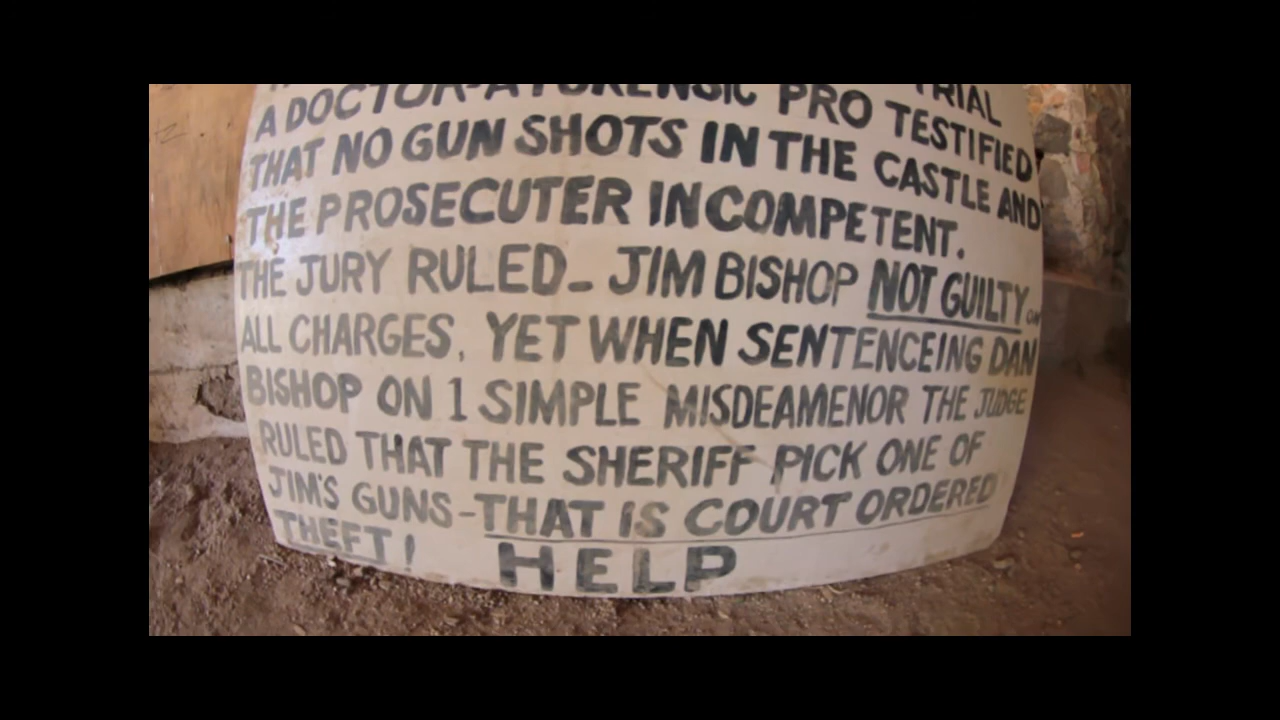 TRIAL
A DOCTOR-A FORENSIC PRO TESTIFIED
THAT NO GUN SHOTS IN THE CASTLE AND
THE PROSECUTER INCOMPETENT.
THE JURY RULED- JIM BISHOP NOT GUILTY ON
ALL CHARGES, YET WHEN SENTENCEING DAN
BISHOP ON 1 SIMPLE MISDEAMENOR THE JUDGE
RULED THAT THE SHERIFF PICK ONE OF
JIM'S GUNS-THAT IS COURT ORDERED
THEFT! HELP